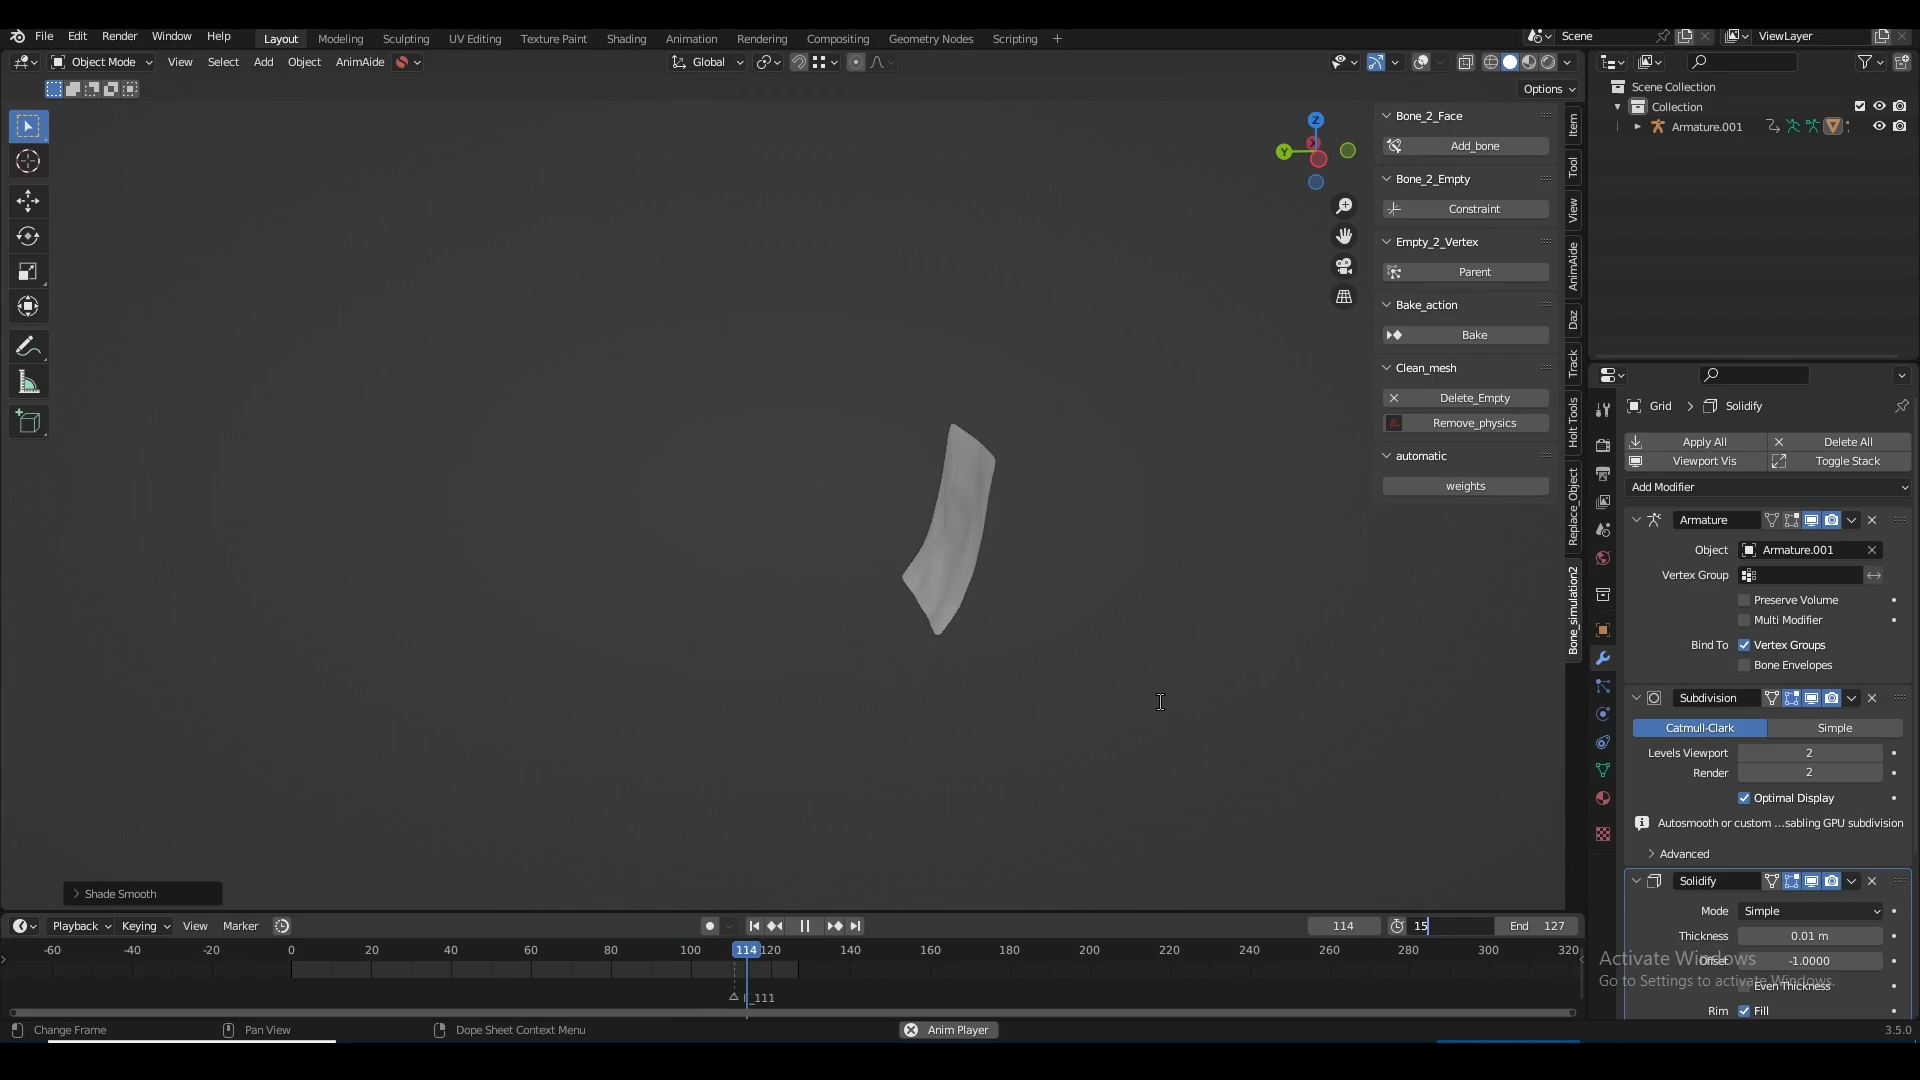 File Edit Render Window Help Layout Modeling Sculpting UV Editing Texture Paint Shading Animation Rendering Compositing Geometry Nodes Scripting + Scene ViewLayer
Object Mode View Select Add Object AnimAide Global
Options
Bone_2_Face
Add_bone
Bone_2_Empty
Constraint
Empty_2_Vertex
Parent
Bake_action
Bake
Clean_mesh
Delete_Empty
Remove_physics
automatic
weights
Item
Tool
View
AnimAide
Daz
Track
Holt Tools
Replace_Object
Bone_simulation2
Z
Y
Scene Collection
Collection
Armature.001
Grid > Solidify
Apply All Delete All
Viewport Vis Toggle Stack
Add Modifier
Armature
Object Armature.001
Vertex Group
Preserve Volume
Multi Modifier
Bind To Vertex Groups
Bone Envelopes
Subdivision
Catmull-Clark Simple
Levels Viewport 2
Render 2
Optimal Display
Autosmooth or custom ...sabling GPU subdivision
Advanced
Solidify
Mode Simple
Thickness 0.01 m
Offset -1.0000
Even Thickness
Rim Fill
Activate Windows
Go to Settings to activate Windows.
Shade Smooth
Playback Keying View Marker 114 15 End 127
-60 -40 -20 0 20 40 60 80 100 114 120 140 160 180 200 220 240 260 280 300 320
_111
Change Frame Pan View Dope Sheet Context Menu Anim Player 3.5.0